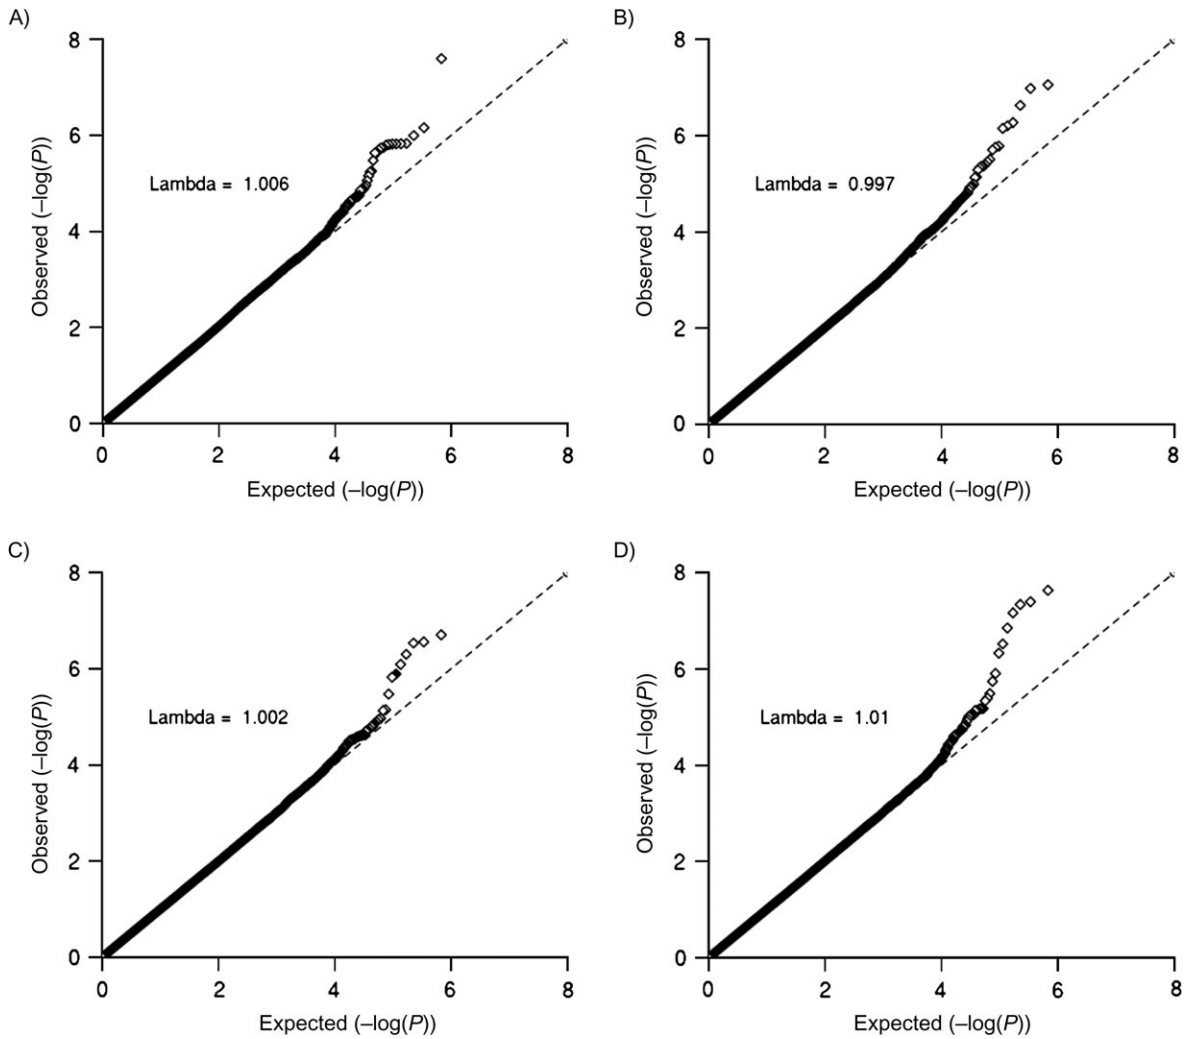 A)
8
6
4
2
0
Observed (–log(P))
Lambda = 1.006
0 2 4 6 8
Expected (–log(P))
B)
8
6
4
2
0
Observed (–log(P))
Lambda = 0.997
0 2 4 6 8
Expected (–log(P))
C)
8
6
4
2
0
Observed (–log(P))
Lambda = 1.002
0 2 4 6 8
Expected (–log(P))
D)
8
6
4
2
0
Observed (–log(P))
Lambda = 1.01
0 2 4 6 8
Expected (–log(P))